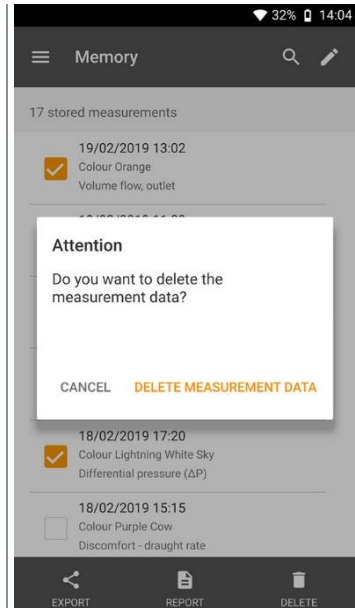 32% 14:04
Memory
17 stored measurements
19/02/2019 13:02
Colour Orange
Volume flow, outlet
Attention
Do you want to delete the
measurement data?
CANCEL DELETE MEASUREMENT DATA
18/02/2019 17:20
Colour Lightning White Sky
Differential pressure (ΔP)
18/02/2019 15:15
Colour Purple Cow
Discomfort - draught rate
EXPORT REPORT DELETE